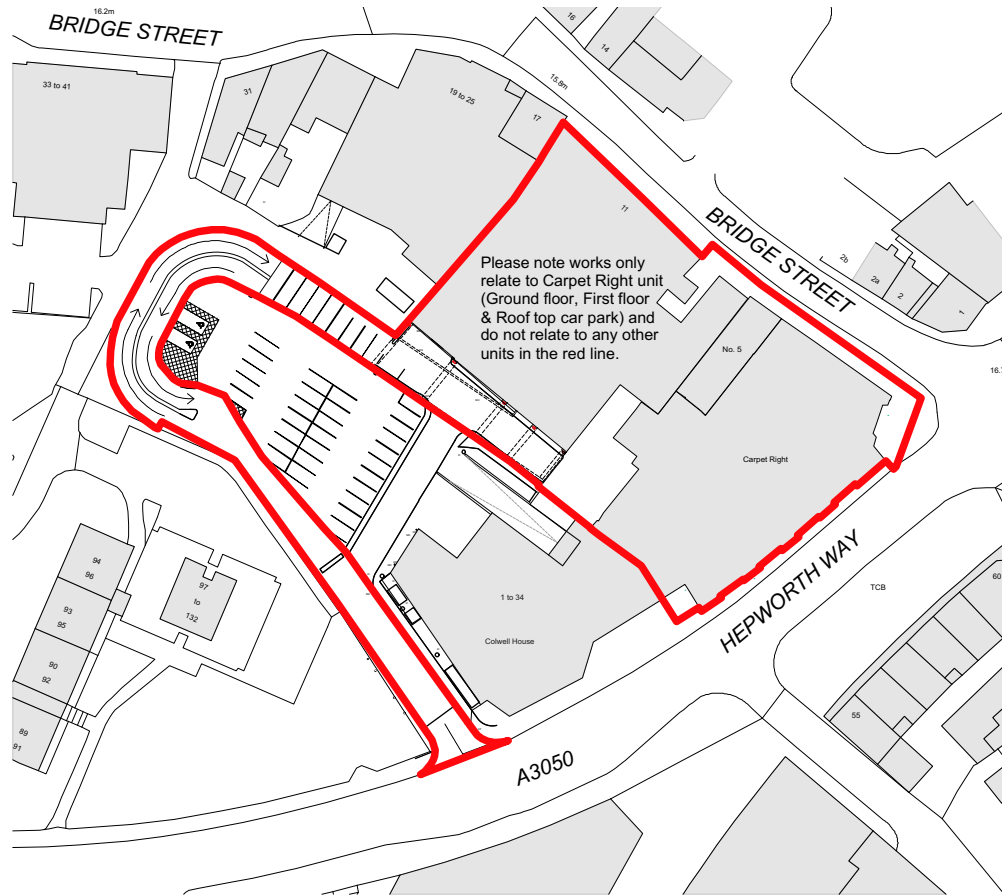 16.2m
BRIDGE STREET
16
14
33 to 41
31
19 to 25
15.8m
17
11
BRIDGE STREET
2b
2a
2
1
Please note works only
relate to Carpet Right unit
(Ground floor, First floor
& Roof top car park) and
do not relate to any other
units in the red line.
No. 5
Carpet Right
94
96
97
to
132
93
95
90
92
89
91
1 to 34
Colwell House
HEPWORTH WAY
TCB
60
55
A3050